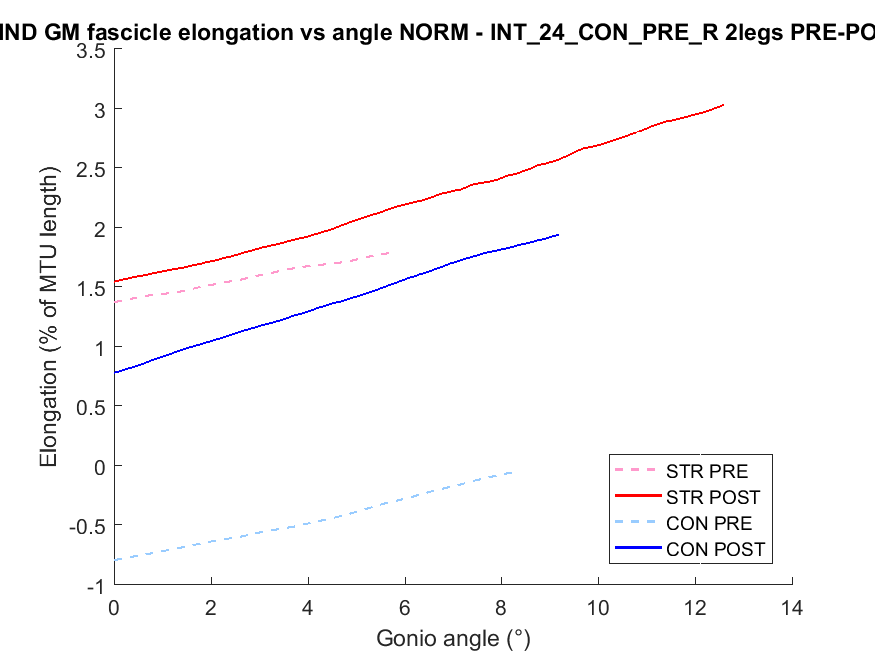 IND GM fascicle elongation vs angle NORM - INT_24_CON_PRE_R 2legs PRE-PO
3.5
3
2.5
2
1.5
1
0.5
0
-0.5
-1
Elongation (% of MTU length)
0 2 4 6 8 10 12 14
Gonio angle (°)
STR PRE
STR POST
CON PRE
CON POST